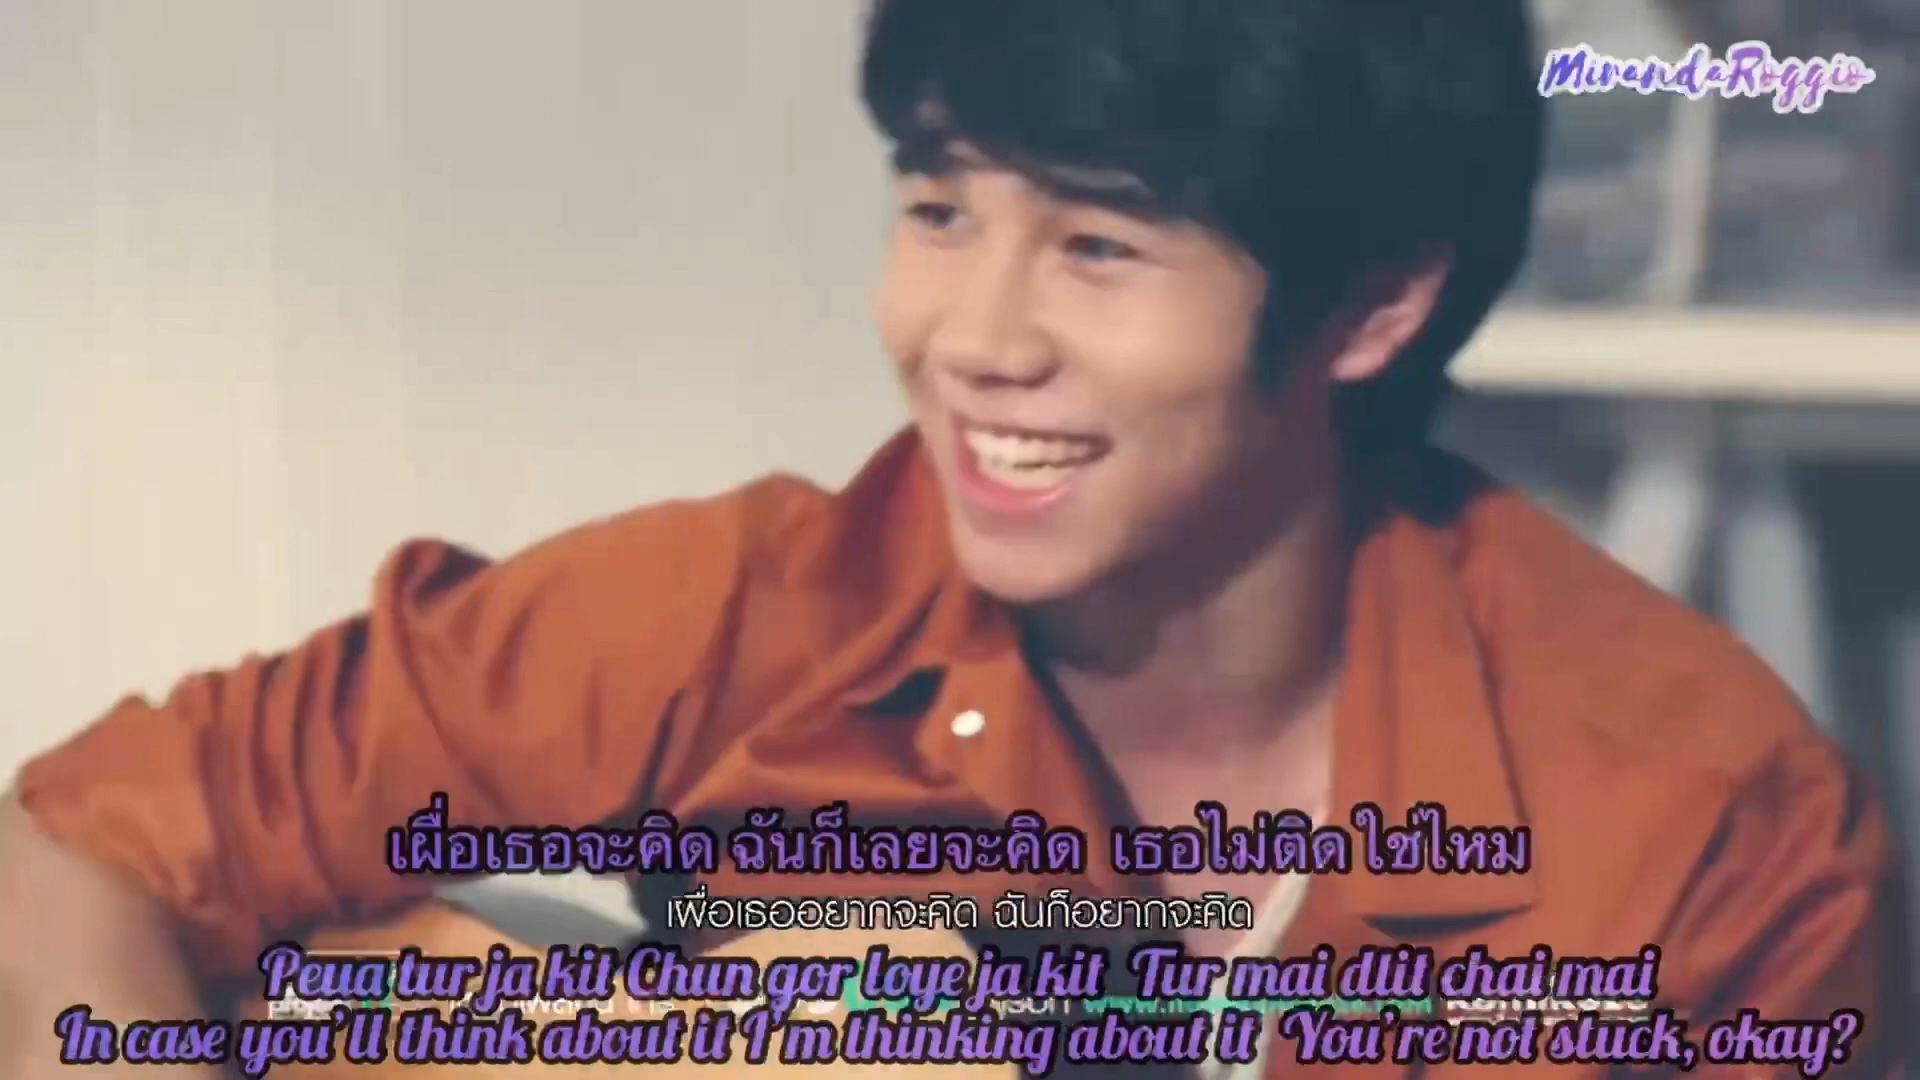 MirandaRoggio
เผื่อเธอจะคิด ฉันก็เลยจะคิด เธอไม่ติด ใช่ไหม
เผื่อเธออยากจะคิด ฉันก็อยากจะคิด
Peua tur ja kit Chun gor loye ja kit Tur mai dtit chai mai
In case you'll think about it I'm thinking about it You're not stuck, okay?